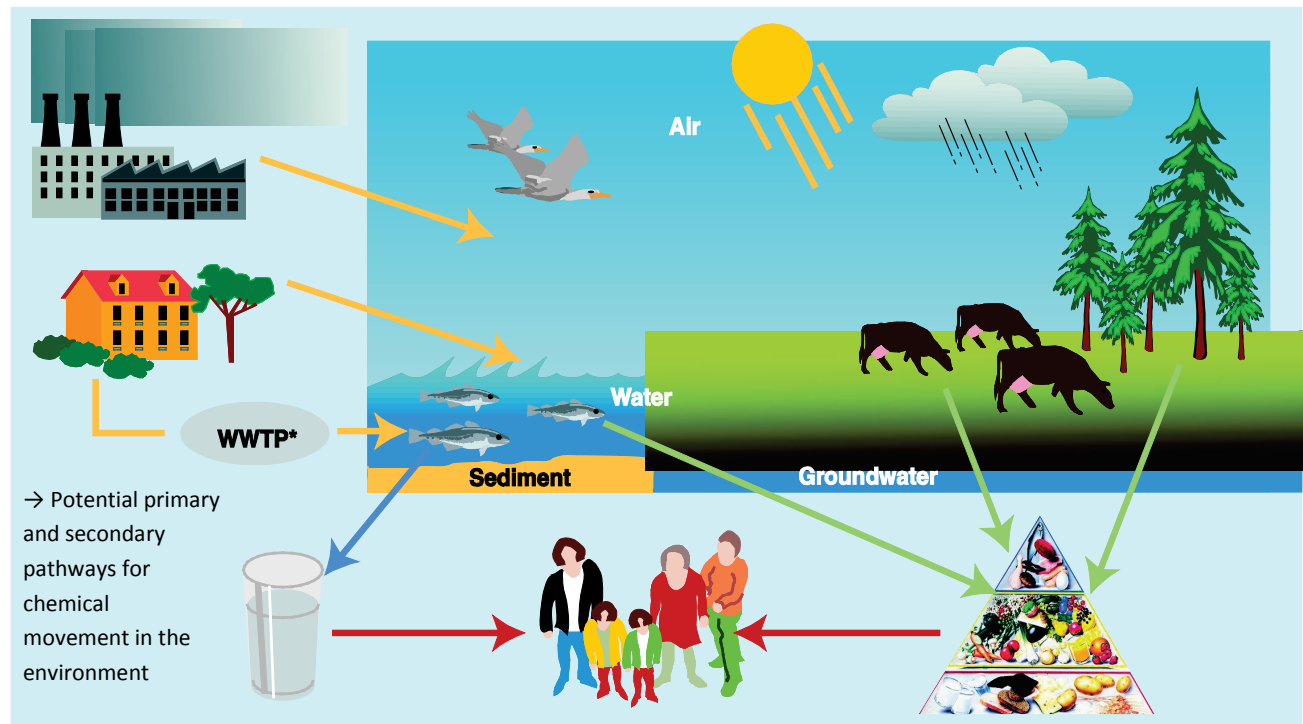 Air
Water
WWTP*
Sediment
Groundwater
→ Potential primary
and secondary
pathways for
chemical
movement in the
environment